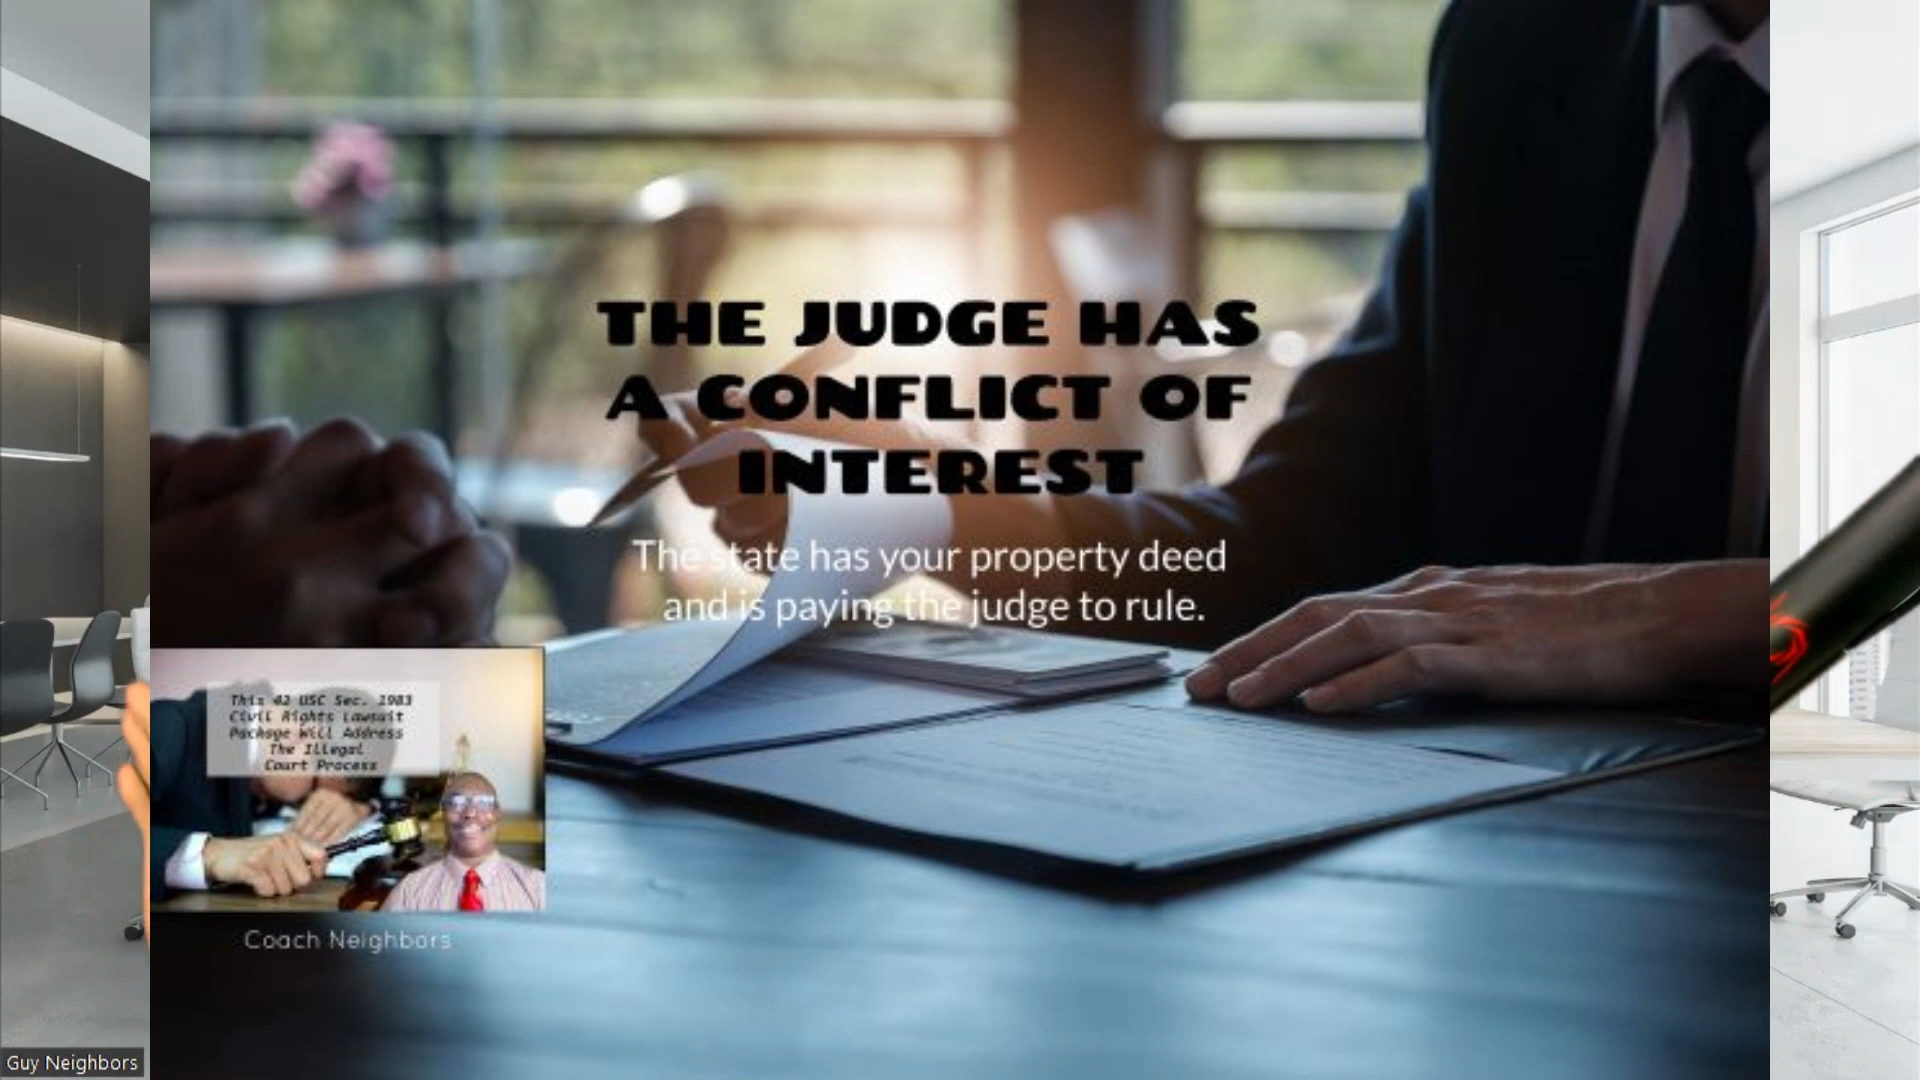 THE JUDGE HAS
A CONFLICT OF
INTEREST
The state has your property deed
and is paying the judge to rule.
This 42 USC Sec. 1983
Civil Rights Lawsuit
Package Will Address
The Illegal
Court Process
Coach Neighbors
Guy Neighbors